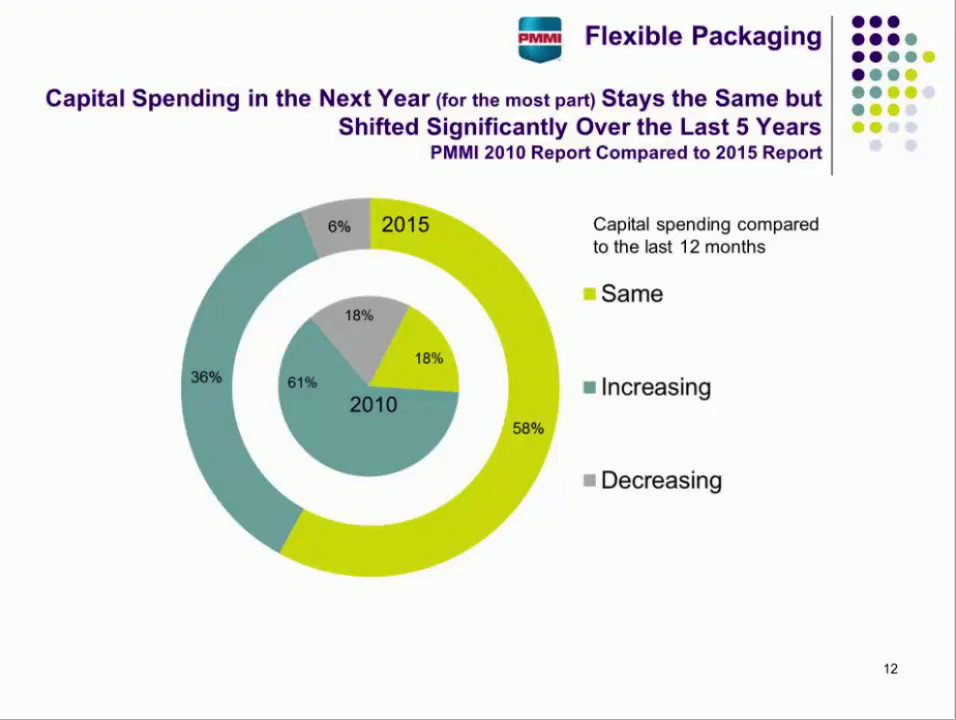 PMMI
Flexible Packaging
Capital Spending in the Next Year (for the most part) Stays the Same but
Shifted Significantly Over the Last 5 Years
PMMI 2010 Report Compared to 2015 Report
6%
2015
36%
58%
18%
18%
61%
2010
Capital spending compared
to the last 12 months
Same
Increasing
Decreasing
12